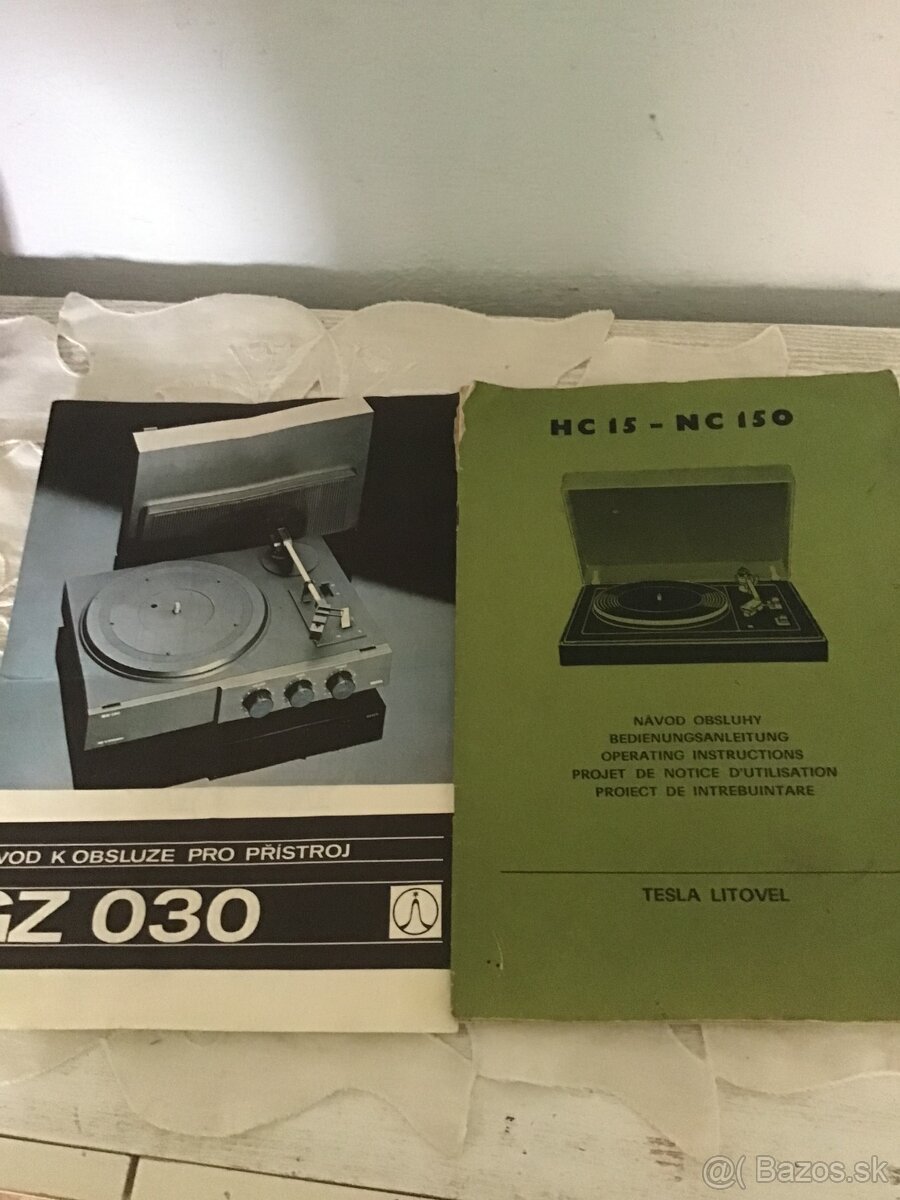 VOD K OBSLUZE PRO PŘÍSTROJ
GZ 030
HC 15 - NC 150
NÁVOD OBSLUHY
BEDIENUNGSANLEITUNG
OPERATING INSTRUCTIONS
PROJET DE NOTICE D'UTILISATION
PROIECT DE INTREBUINTARE
TESLA LITOVEL
@( Bazos.sk